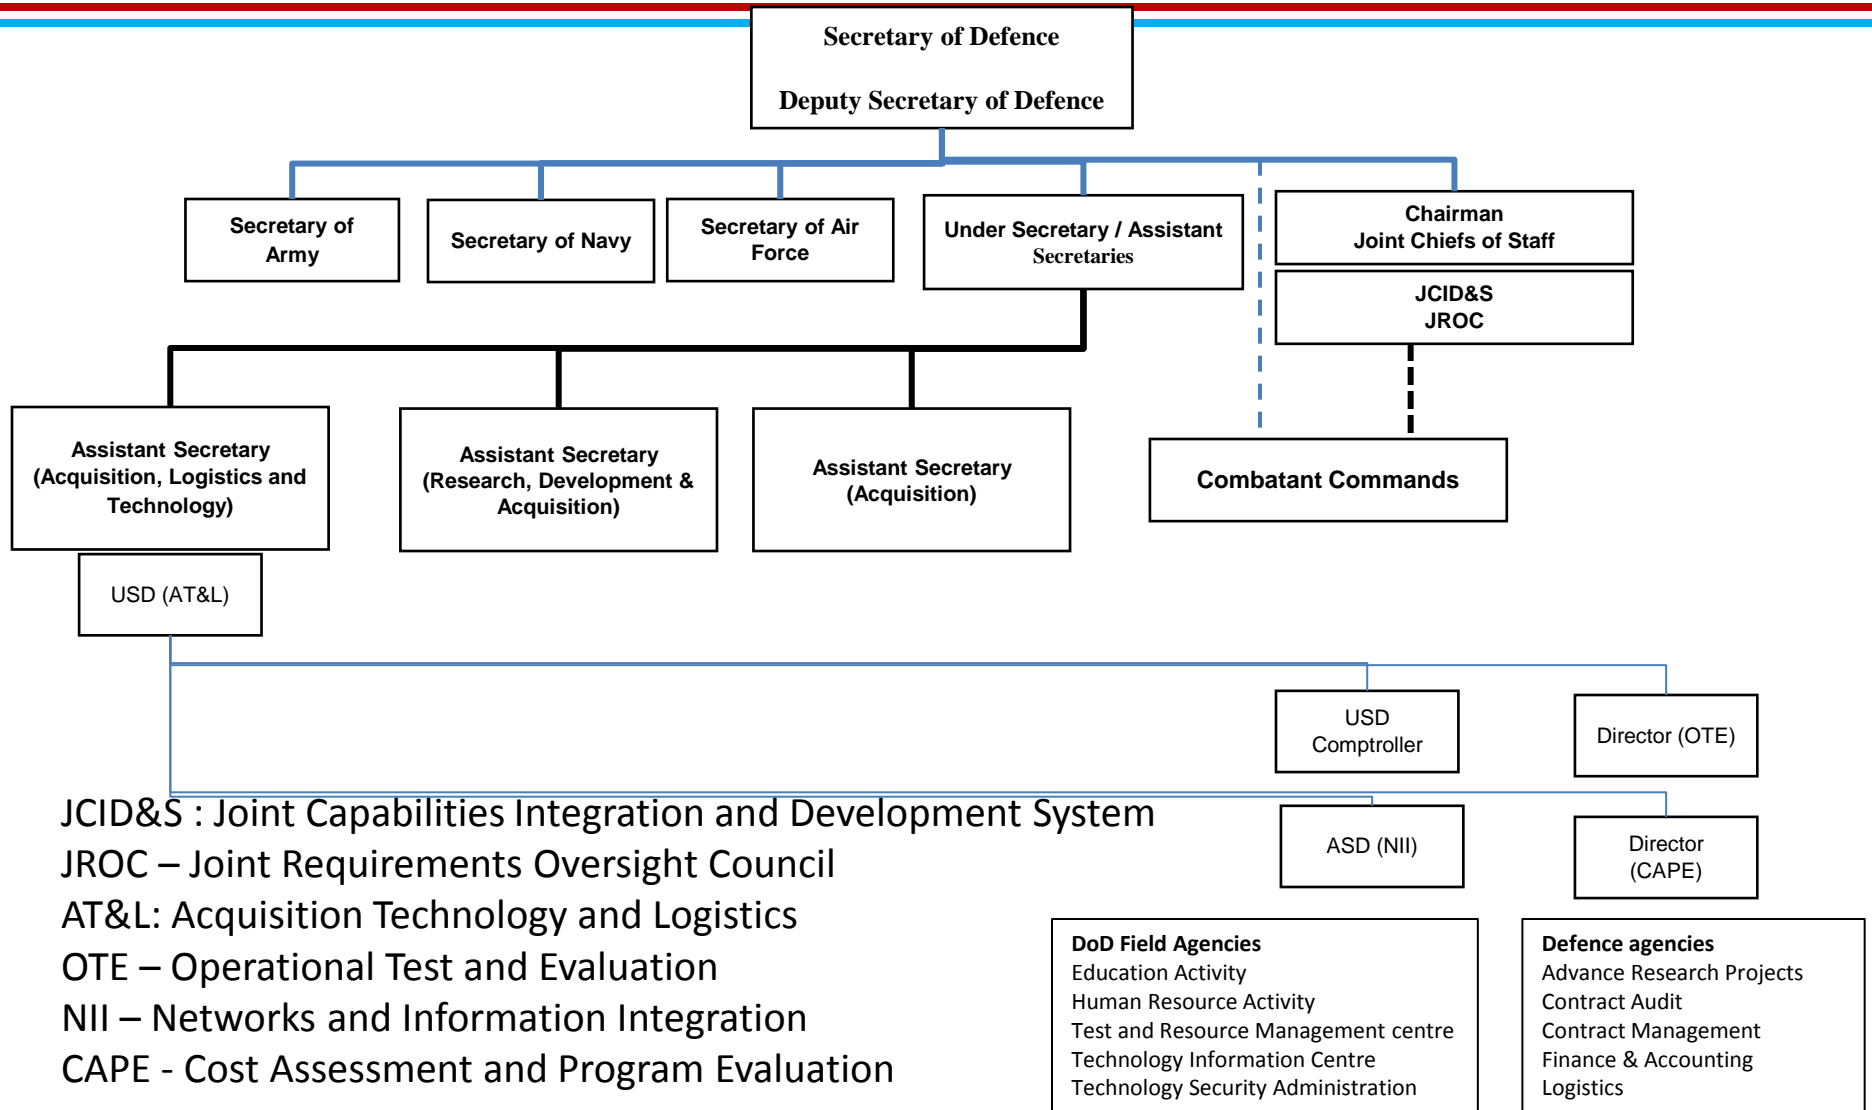 Secretary of Defence
Deputy Secretary of Defence
Secretary of
Army
Secretary of Navy
Secretary of Air
Force
Under Secretary / Assistant
Secretaries
Chairman
Joint Chiefs of Staff
JCID&S
JROC
Assistant Secretary
(Acquisition, Logistics and
Technology)
Assistant Secretary
(Research, Development &
Acquisition)
Assistant Secretary
(Acquisition)
Combatant Commands
USD (AT&L)
USD
Comptroller
Director (OTE)
ASD (NII)
Director
(CAPE)
JCID&S : Joint Capabilities Integration and Development System
JROC – Joint Requirements Oversight Council
AT&L: Acquisition Technology and Logistics
OTE – Operational Test and Evaluation
NII – Networks and Information Integration
CAPE - Cost Assessment and Program Evaluation
DoD Field Agencies
Education Activity
Human Resource Activity
Test and Resource Management centre
Technology Information Centre
Technology Security Administration
Defence agencies
Advance Research Projects
Contract Audit
Contract Management
Finance & Accounting
Logistics